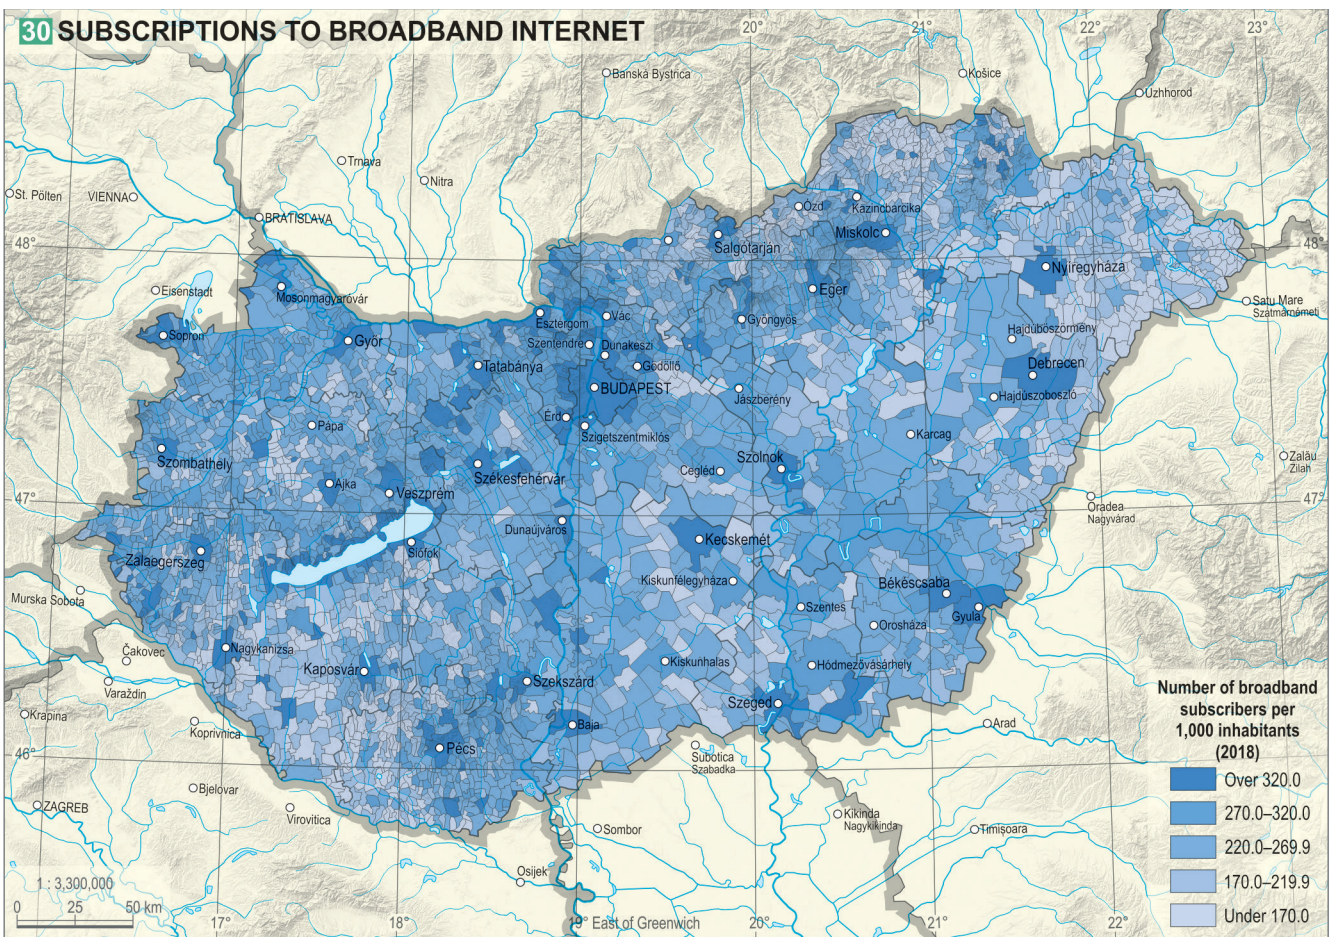 30 SUBSCRIPTIONS TO BROADBAND INTERNET
20°
21°
22°
23°
Banská Bystrica
Košice
Uzhhorod
Trnava
Nitra
St. Pölten
VIENNA
BRATISLAVA
Ózd
Kazincbarcika
Miskolc
Salgótarján
48°
48°
Nyíregyháza
Eisenstadt
Mosonmagyaróvár
Eger
Satu Mare
Szatmárnémeti
Sopron
Győr
Esztergom
Vác
Gyöngyös
Szentendre
Dunakeszi
Hajdúböszörmény
Tatabánya
Gödöllő
Debrecen
BUDAPEST
Jászberény
Hajdúszoboszló
Érd
Pápa
Szigetszentmiklós
Karcag
Szombathely
Szolnok
Zalău
Zilah
Cegléd
Ajka
Székesfehérvár
Veszprém
47°
47°
Oradea
Nagyvárad
Dunaújváros
Kecskemét
Siófok
Zalaegerszeg
Kiskunfélegyháza
Békéscsaba
Murska Sobota
Szentes
Gyula
Orosháza
Nagykanizsa
Čakovec
Kaposvár
Kiskunhalas
Hódmezővásárhely
Varaždin
Szekszárd
Szeged
Krapina
Koprivnica
Baja
Arad
Pécs
46°
Subotica
Szabadka
Bjelovar
ZAGREB
Virovitica
Sombor
Kikinda
Nagykikinda
Timișoara
Osijek
Number of broadband
subscribers per
1,000 inhabitants
(2018)
Over 320.0
270.0–320.0
220.0–269.9
170.0–219.9
Under 170.0
1 : 3,300,000
0 25 50 km
17°
18°
19° East of Greenwich
20°
21°
22°